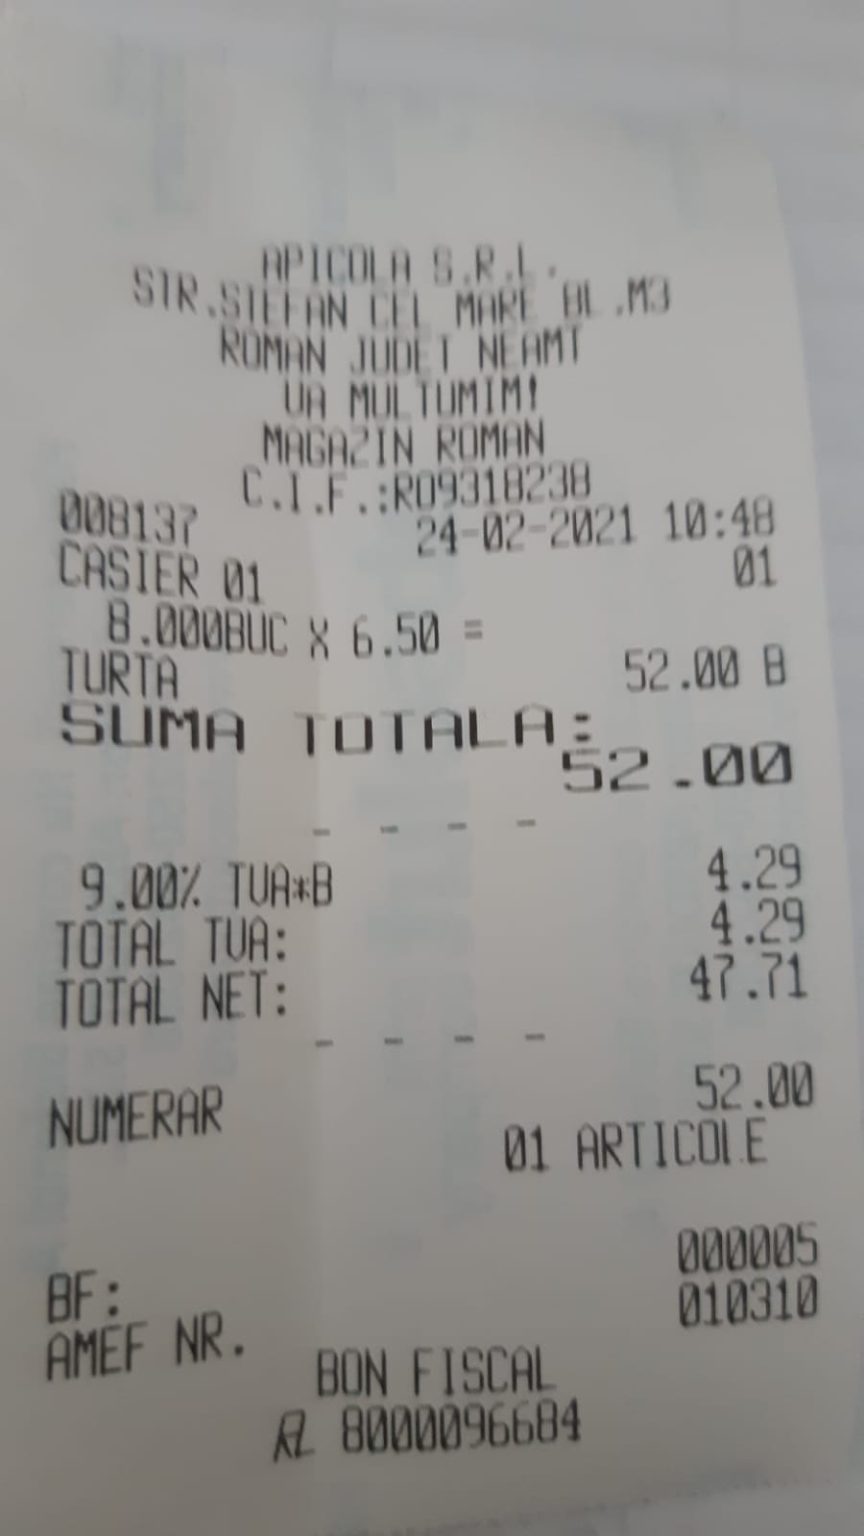 APICOLA S.R.L.
STR.STEFAN CEL MARE BL.M3
ROMAN JUDET NEAMT
VA MULTUMIM!
MAGAZIN ROMAN
C.I.F.:RO9318238
008137 24-02-2021 10:48
CASIER 01 01
8.000BUC X 6.50 =
TURTA 52.00 B
SUMA TOTALA:
52.00
- - - -
9.00% TVA*B 4.29
TOTAL TVA: 4.29
TOTAL NET: 47.71
- - - -
NUMERAR 52.00
01 ARTICOLE
BF: 000005
AMEF NR. 010310
BON FISCAL
8000096684